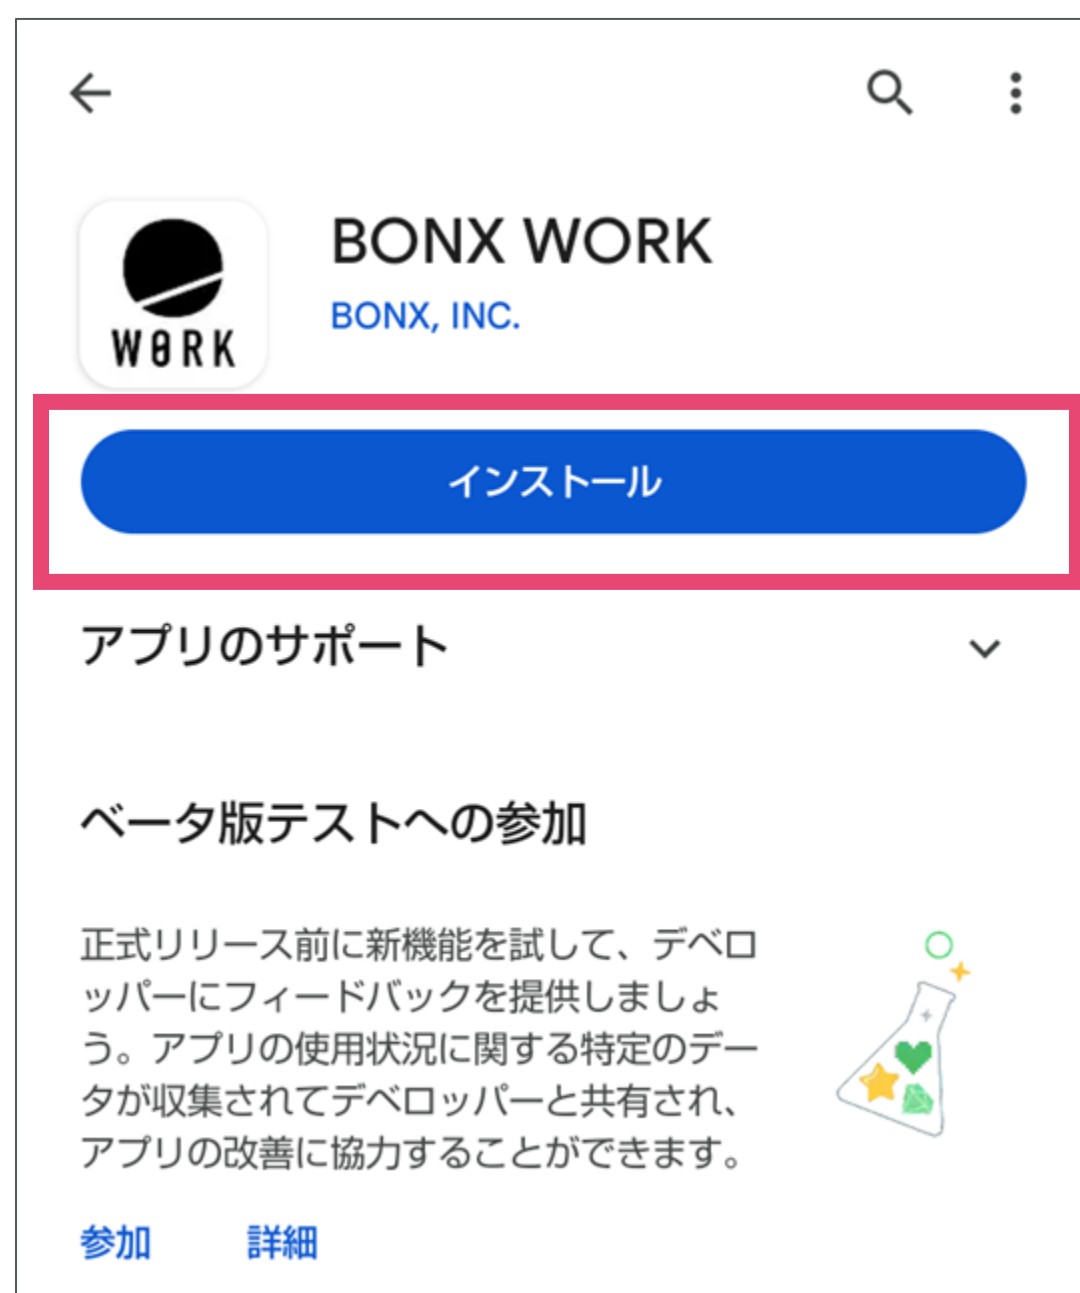 BONX WORK
BONX, INC.
WORK
インストール
アプリのサポート
ベータ版テストへの参加
正式リリース前に新機能を試して、デベロ
ッパーにフィードバックを提供しましょ
う。アプリの使用状況に関する特定のデー
タが収集されてデベロッパーと共有され、
アプリの改善に協力することができます。
参加 詳細